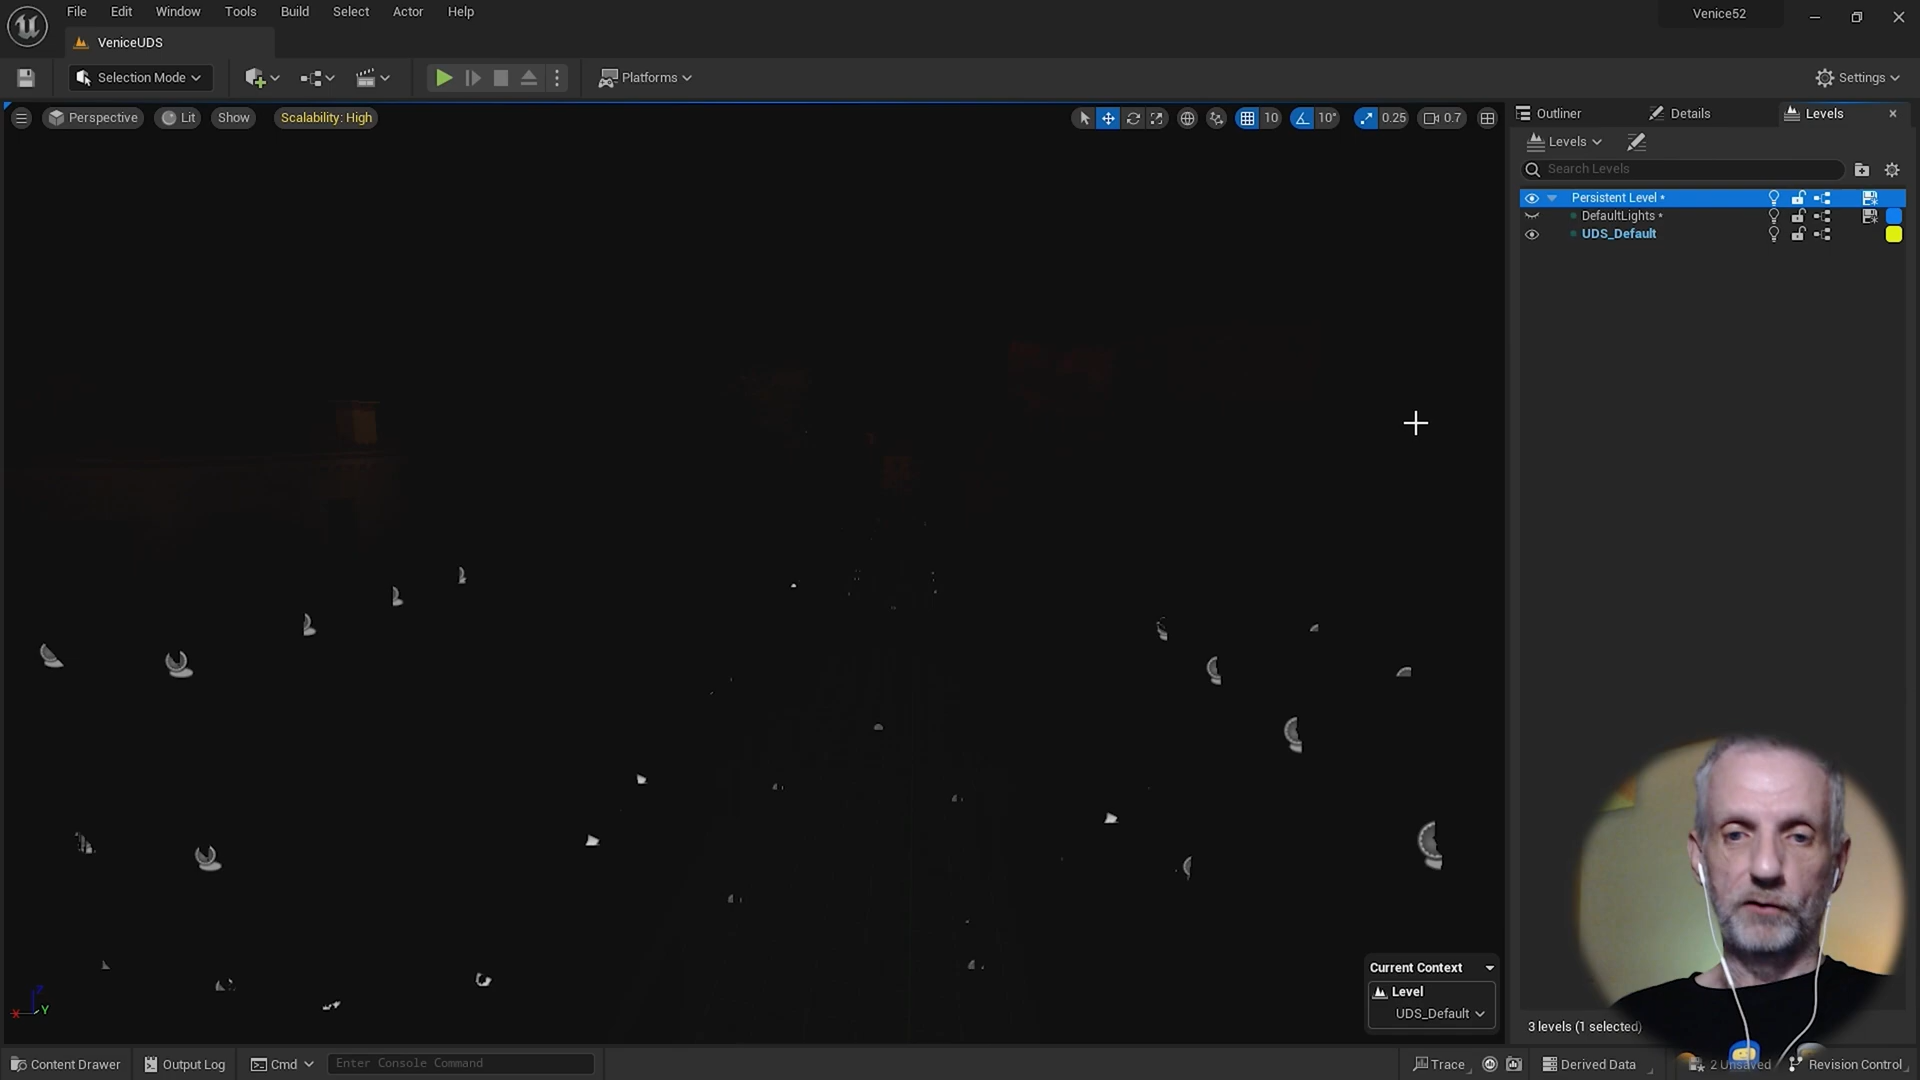 File Edit Window Tools Build Select Actor Help
Venice52
VeniceUDS
Selection Mode
Platforms
Settings
Perspective
Lit
Show
Scalability: High
10
10°
0.25
0.7
Outliner
Details
Levels
Levels
Search Levels
Persistent Level *
DefaultLights *
UDS_Default
Current Context
Level
UDS_Default
3 levels (1 selected)
Z
X
Y
Content Drawer
Output Log
Cmd
Enter Console Command
Trace
Derived Data
2 Unsaved
Revision Control